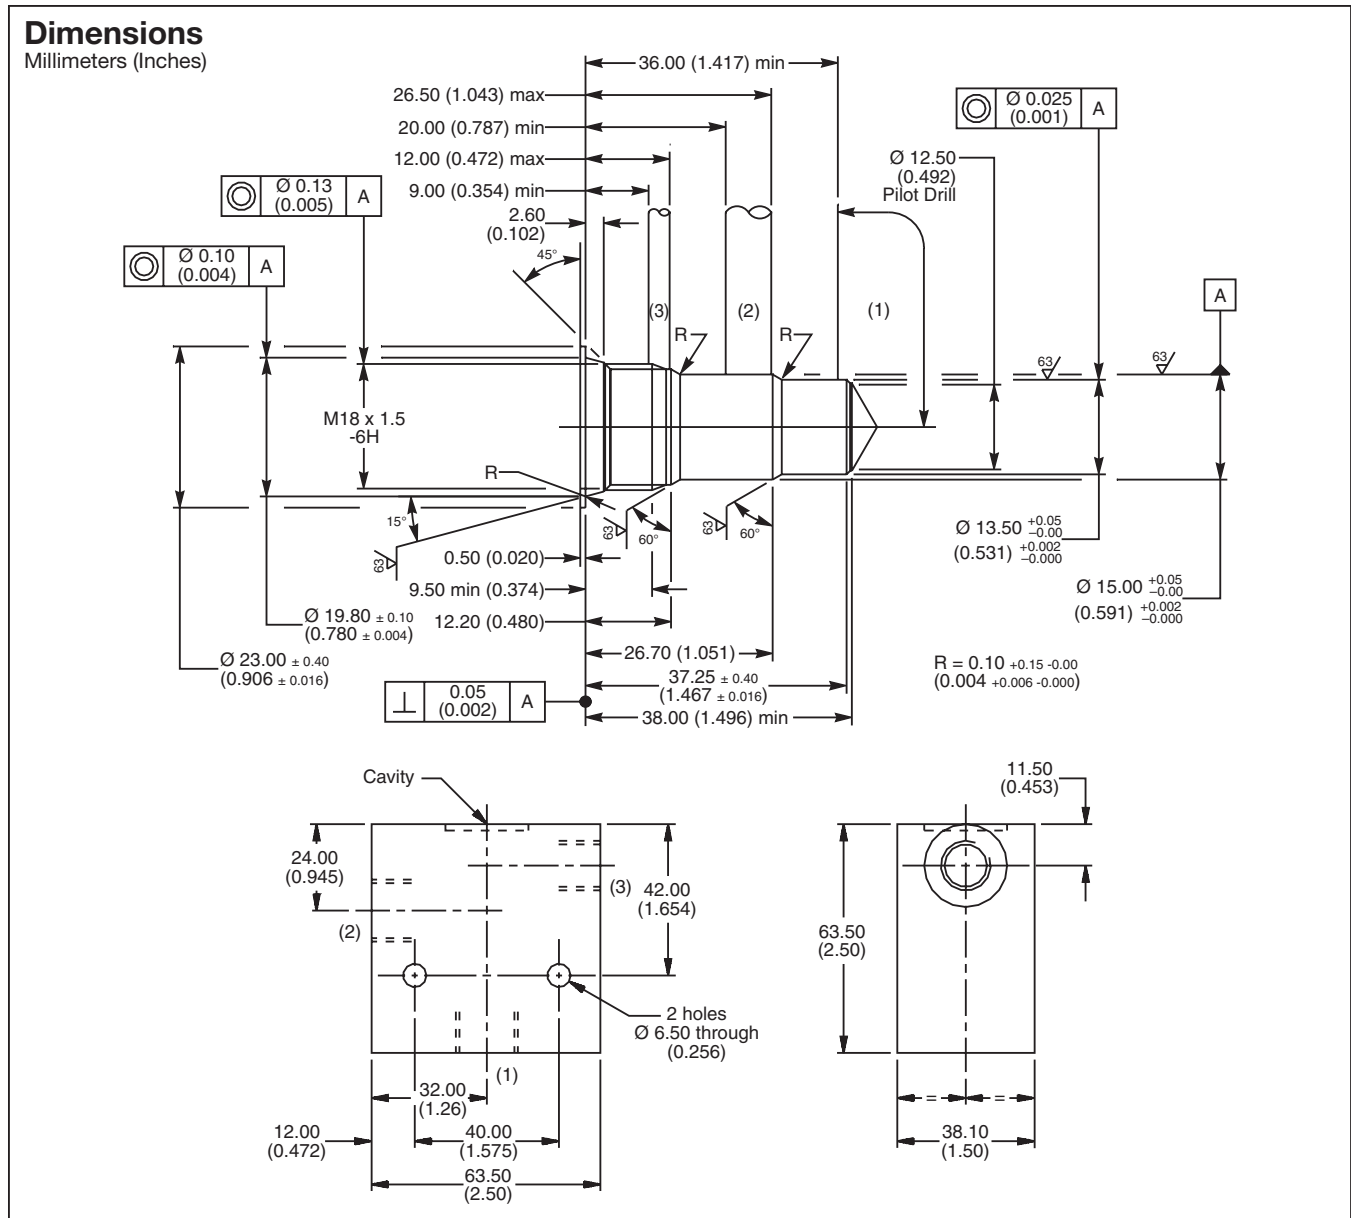 Dimensions
Millimeters (Inches)
36.00 (1.417) min
26.50 (1.043) max
20.00 (0.787) min
12.00 (0.472) max
9.00 (0.354) min
2.60
(0.102)
45°
Ø 0.025
(0.001)
A
Ø 12.50
(0.492)
Pilot Drill
Ø 0.13
(0.005)
A
Ø 0.10
(0.004)
A
A
(3)
(2)
(1)
R
R
63
63
M18 x 1.5
-6H
R
15°
63
63
60°
63
60°
0.50 (0.020)
9.50 min (0.374)
12.20 (0.480)
26.70 (1.051)
37.25 ± 0.40
(1.467 ± 0.016)
38.00 (1.496) min
Ø 13.50 +0.05 –0.00
(0.531) +0.002 –0.000
Ø 15.00 +0.05 –0.00
(0.591) +0.002 –0.000
Ø 19.80 ± 0.10
(0.780 ± 0.004)
Ø 23.00 ± 0.40
(0.906 ± 0.016)
R = 0.10 +0.15 -0.00
(0.004 +0.006 -0.000)
⊥
0.05
(0.002)
A
Cavity
24.00
(0.945)
(3)
42.00
(1.654)
(2)
2 holes
Ø 6.50 through
(0.256)
(1)
32.00
(1.26)
12.00
(0.472)
40.00
(1.575)
63.50
(2.50)
11.50
(0.453)
63.50
(2.50)
= =
38.10
(1.50)